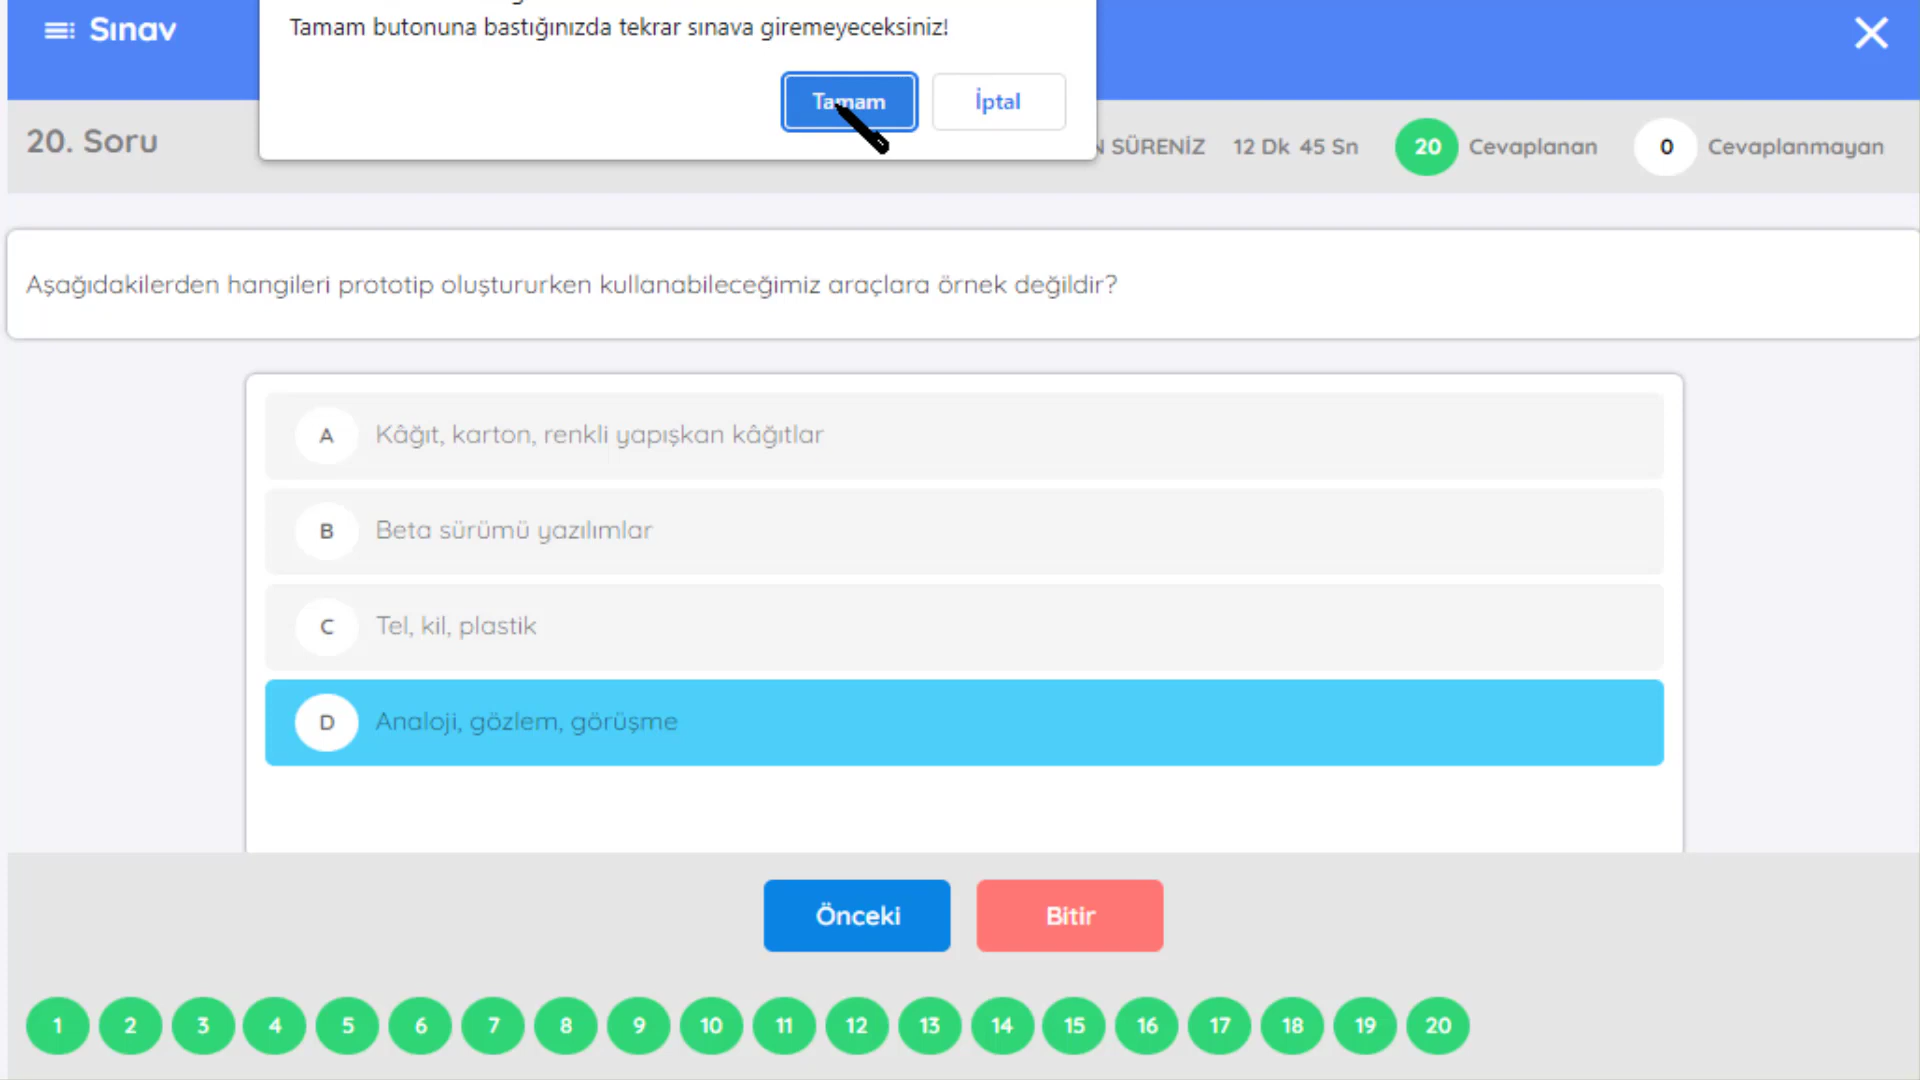 Sınav
Tamam butonuna bastığınızda tekrar sınava giremeyeceksiniz!
Tamam
İptal
20. Soru
SÜRENİZ 12 Dk 45 Sn
20 Cevaplanan
0 Cevaplanmayan
Aşağıdakilerden hangileri prototip oluştururken kullanabileceğimiz araçlara örnek değildir?
A Kâğıt, karton, renkli yapışkan kâğıtlar
B Beta sürümü yazılımlar
C Tel, kil, plastik
D Analoji, gözlem, görüşme
Önceki
Bitir
1 2 3 4 5 6 7 8 9 10 11 12 13 14 15 16 17 18 19 20